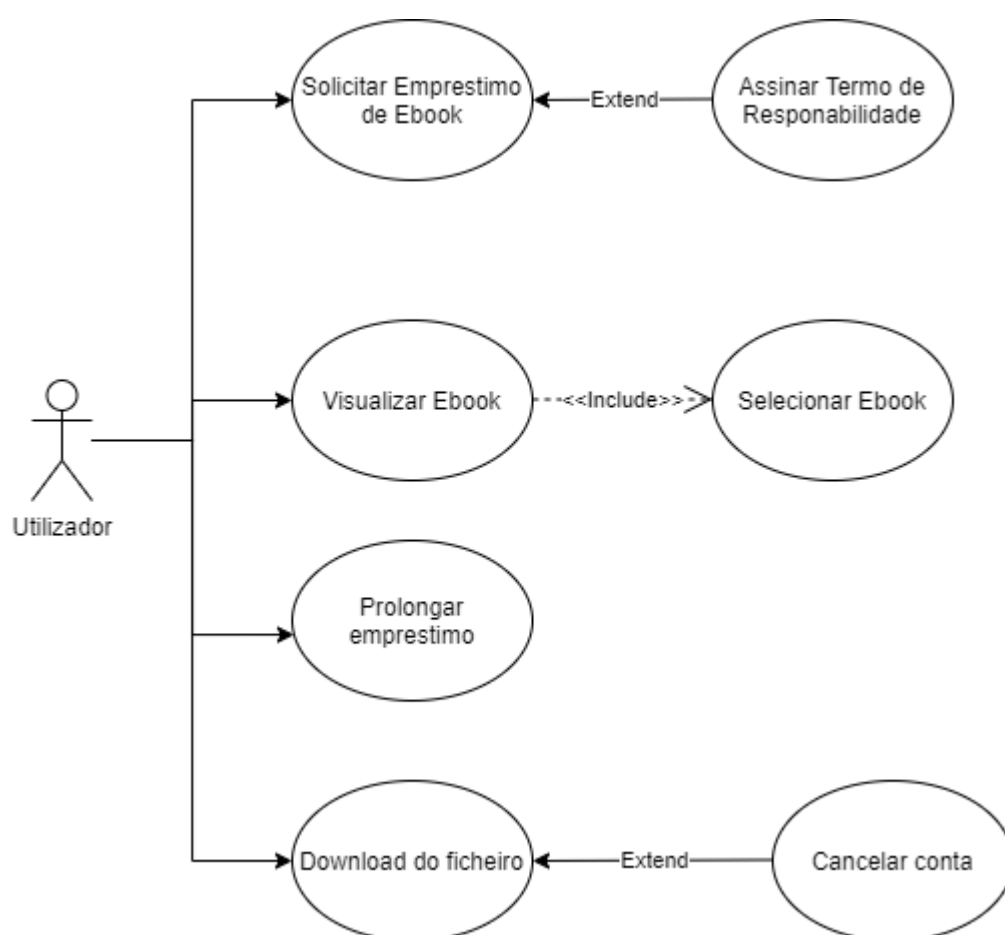 Solicitar Emprestimo
de Ebook
Extend
Assinar Termo de
Responabilidade
Visualizar Ebook
<<Include>>
Selecionar Ebook
Utilizador
Prolongar
emprestimo
Download do ficheiro
Extend
Cancelar conta